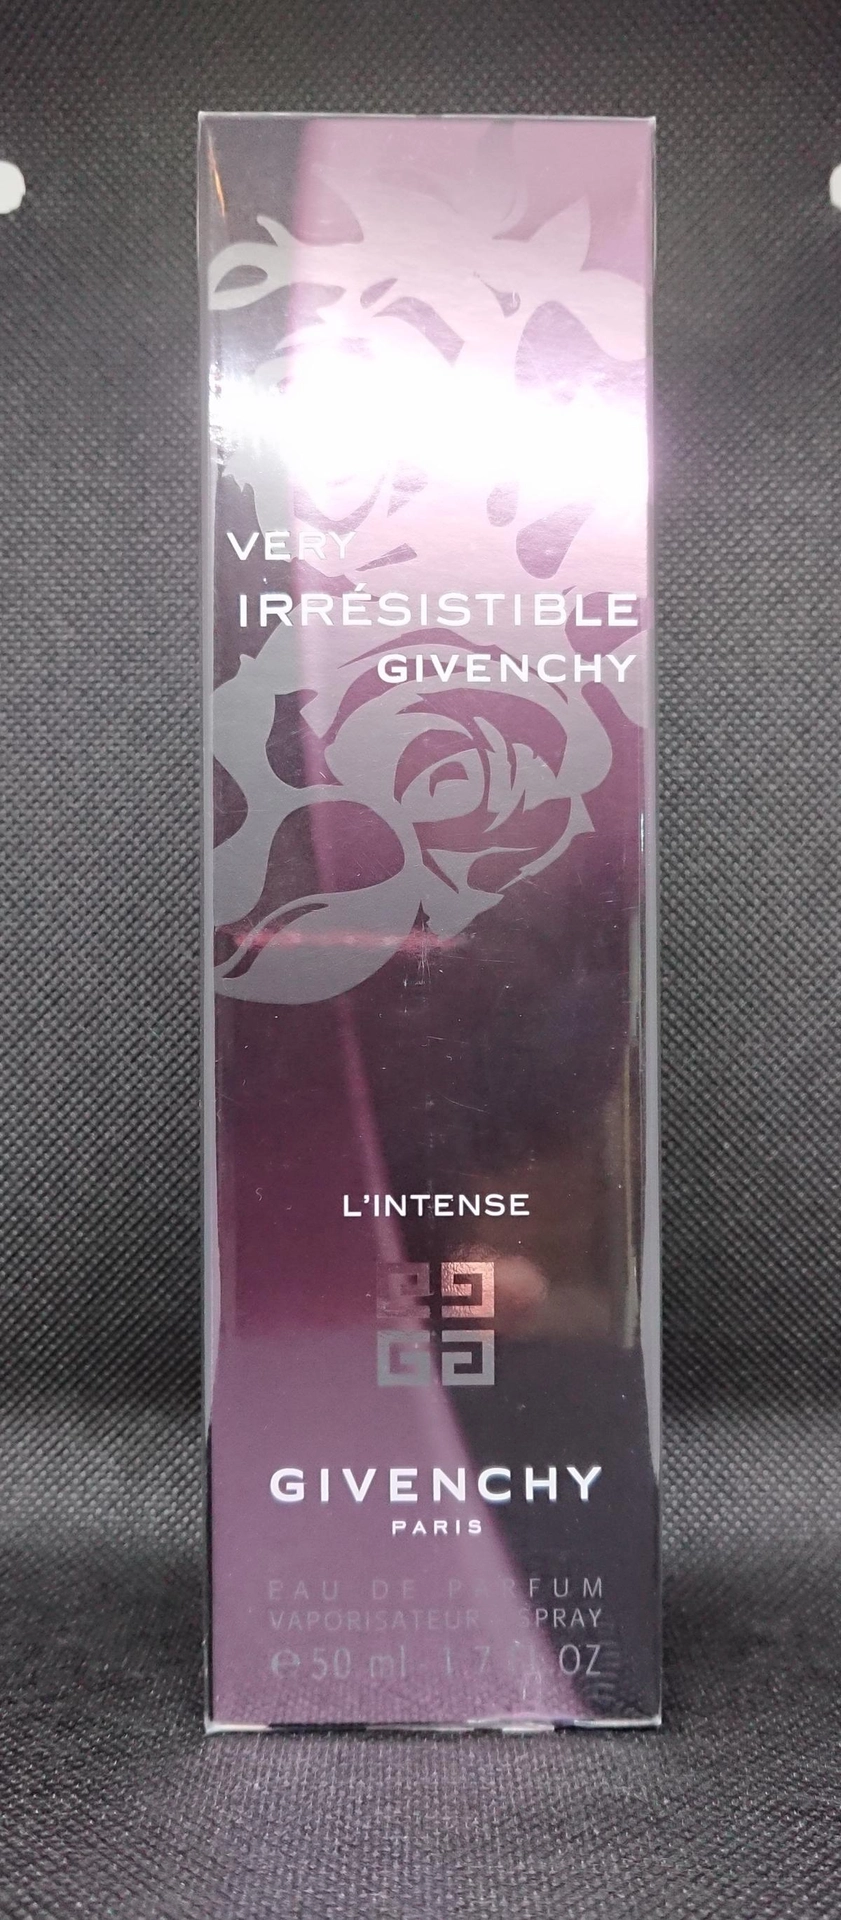 VERY
IRRÉSISTIBLE
GIVENCHY
L'INTENSE
GIVENCHY
PARIS
EAU DE PARFUM
VAPORISATEUR - SPRAY
℮ 50 ml - 1.7 FL. OZ